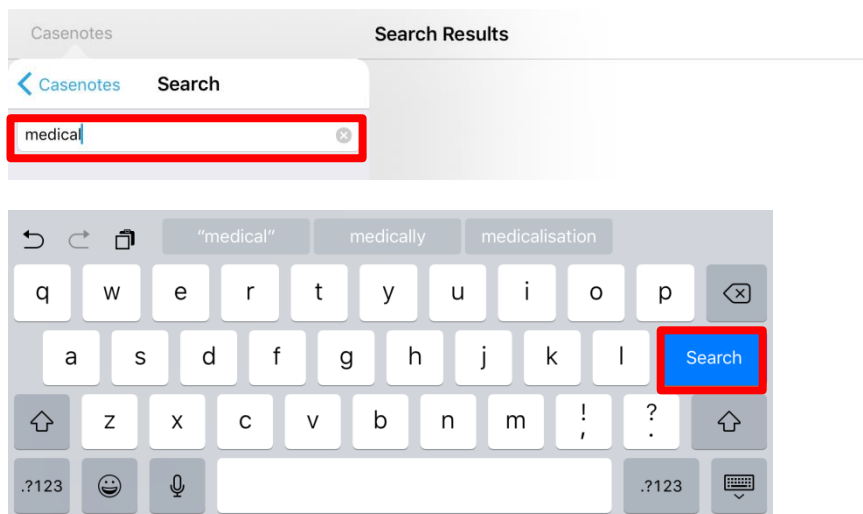 Casenotes Search Results
Casenotes Search
medical
"medical" medically medicalisation
q w e r t y u i o p
a s d f g h j k l Search
z x c v b n m ! , ? .
.?123 .?123